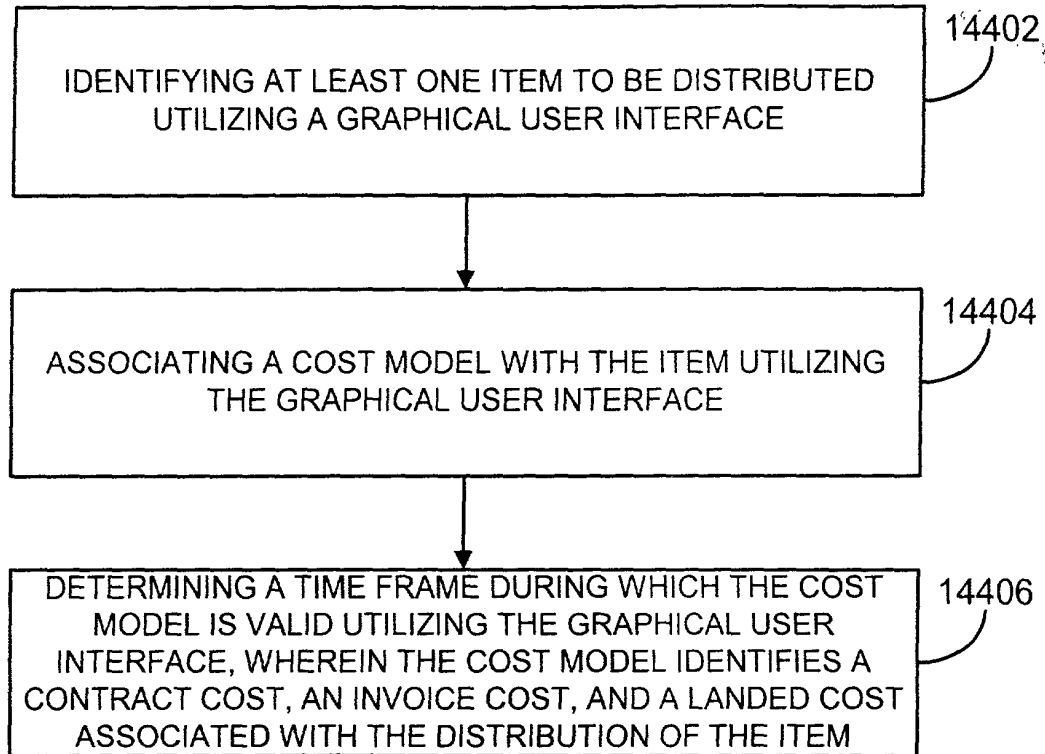 14402
IDENTIFYING AT LEAST ONE ITEM TO BE DISTRIBUTED
UTILIZING A GRAPHICAL USER INTERFACE
14404
ASSOCIATING A COST MODEL WITH THE ITEM UTILIZING
THE GRAPHICAL USER INTERFACE
14406
DETERMINING A TIME FRAME DURING WHICH THE COST
MODEL IS VALID UTILIZING THE GRAPHICAL USER
INTERFACE, WHEREIN THE COST MODEL IDENTIFIES A
CONTRACT COST, AN INVOICE COST, AND A LANDED COST
ASSOCIATED WITH THE DISTRIBUTION OF THE ITEM